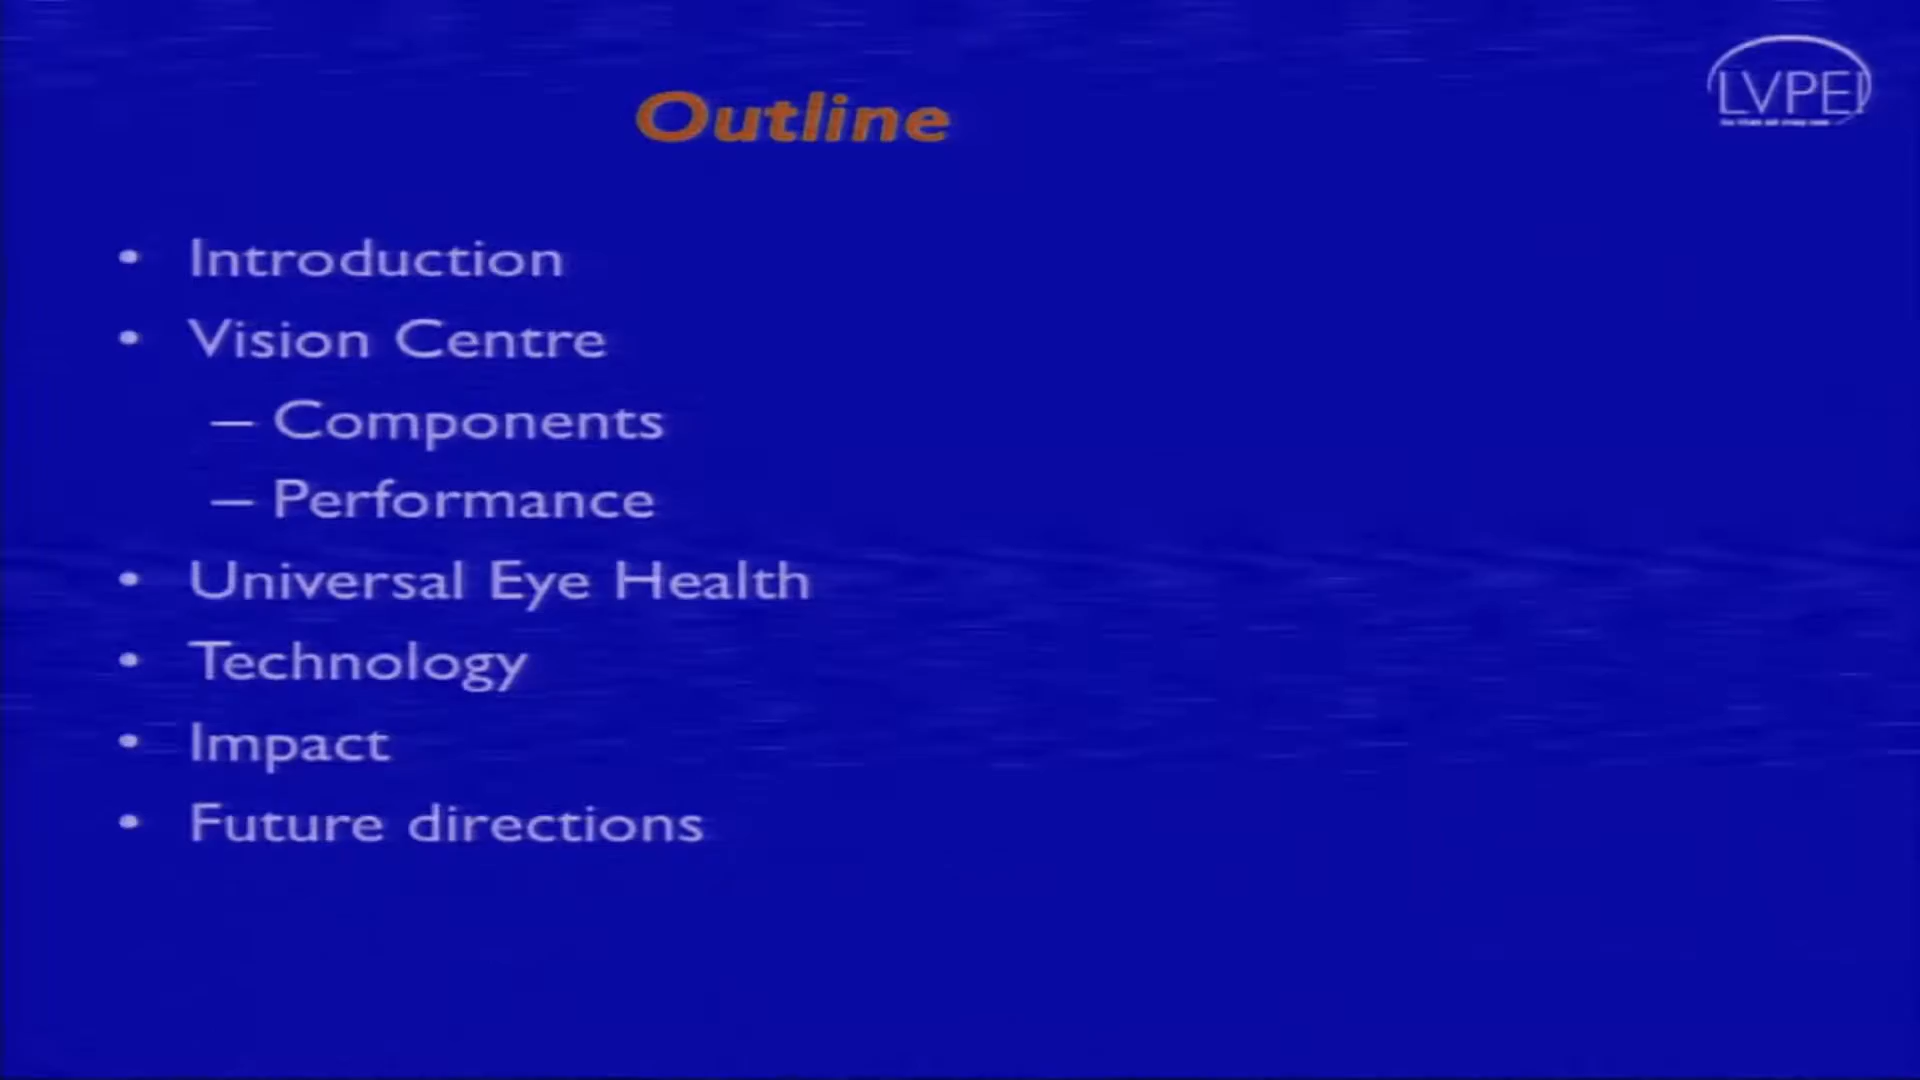 Outline
LVPEI
• Introduction
• Vision Centre
– Components
– Performance
• Universal Eye Health
• Technology
• Impact
• Future directions